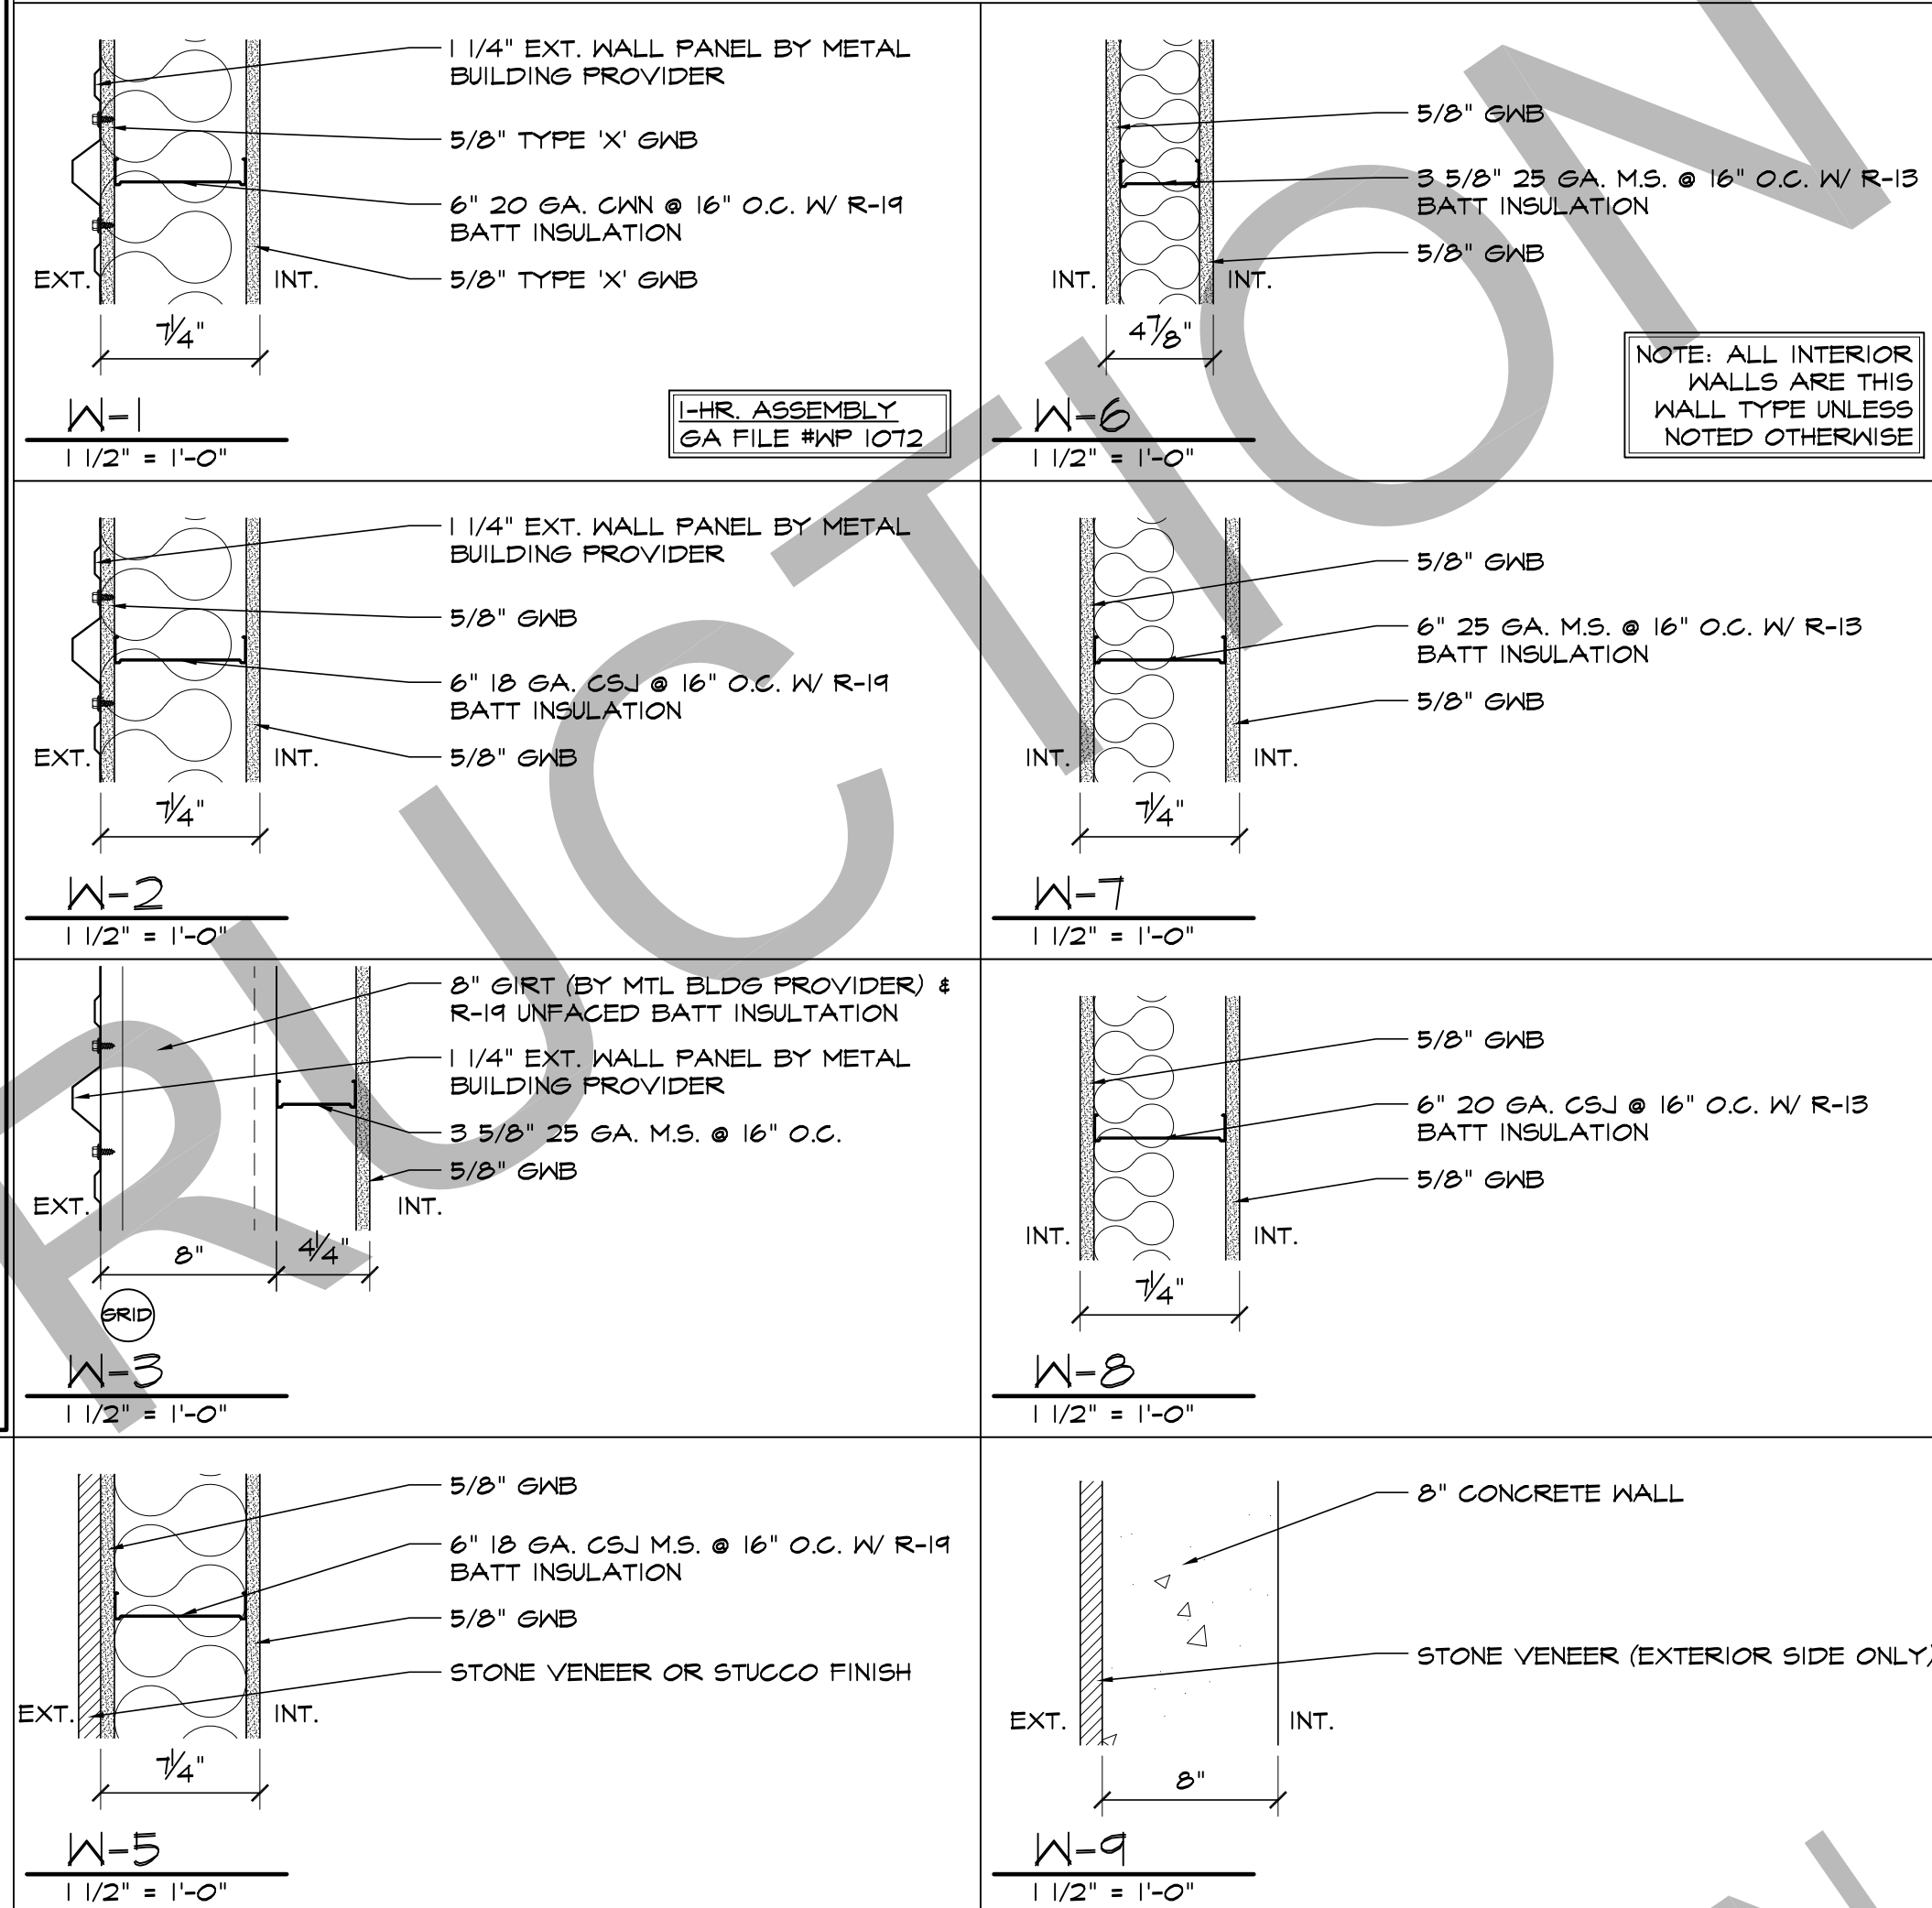 1 1/4" EXT. WALL PANEL BY METAL
BUILDING PROVIDER
5/8" TYPE 'X' GWB
6" 20 GA. CWN @ 16" O.C. W/ R-19
BATT INSULATION
5/8" TYPE 'X' GWB
EXT.
INT.
7 1/4"
1-HR. ASSEMBLY
GA FILE #WP 1072
W-1
1 1/2" = 1'-0"
5/8" GWB
3 5/8" 25 GA. M.S. @ 16" O.C. W/ R-13
BATT INSULATION
5/8" GWB
INT.
INT.
4 7/8"
NOTE: ALL INTERIOR
WALLS ARE THIS
WALL TYPE UNLESS
NOTED OTHERWISE
W-6
1 1/2" = 1'-0"
1 1/4" EXT. WALL PANEL BY METAL
BUILDING PROVIDER
5/8" GWB
6" 18 GA. CSJ @ 16" O.C. W/ R-19
BATT INSULATION
5/8" GWB
EXT.
INT.
7 1/4"
W-2
1 1/2" = 1'-0"
5/8" GWB
6" 25 GA. M.S. @ 16" O.C. W/ R-13
BATT INSULATION
5/8" GWB
INT.
INT.
7 1/4"
W-7
1 1/2" = 1'-0"
8" GIRT (BY MTL BLDG PROVIDER) &
R-19 UNFACED BATT INSULTATION
1 1/4" EXT. WALL PANEL BY METAL
BUILDING PROVIDER
3 5/8" 25 GA. M.S. @ 16" O.C.
5/8" GWB
EXT.
INT.
8"
4 1/4"
GRID
W-3
1 1/2" = 1'-0"
5/8" GWB
6" 20 GA. CSJ @ 16" O.C. W/ R-13
BATT INSULATION
5/8" GWB
INT.
INT.
7 1/4"
W-8
1 1/2" = 1'-0"
5/8" GWB
6" 18 GA. CSJ M.S. @ 16" O.C. W/ R-19
BATT INSULATION
5/8" GWB
STONE VENEER OR STUCCO FINISH
EXT.
INT.
7 1/4"
W-5
1 1/2" = 1'-0"
8" CONCRETE WALL
STONE VENEER (EXTERIOR SIDE ONLY)
EXT.
INT.
8"
W-9
1 1/2" = 1'-0"
RUCTION